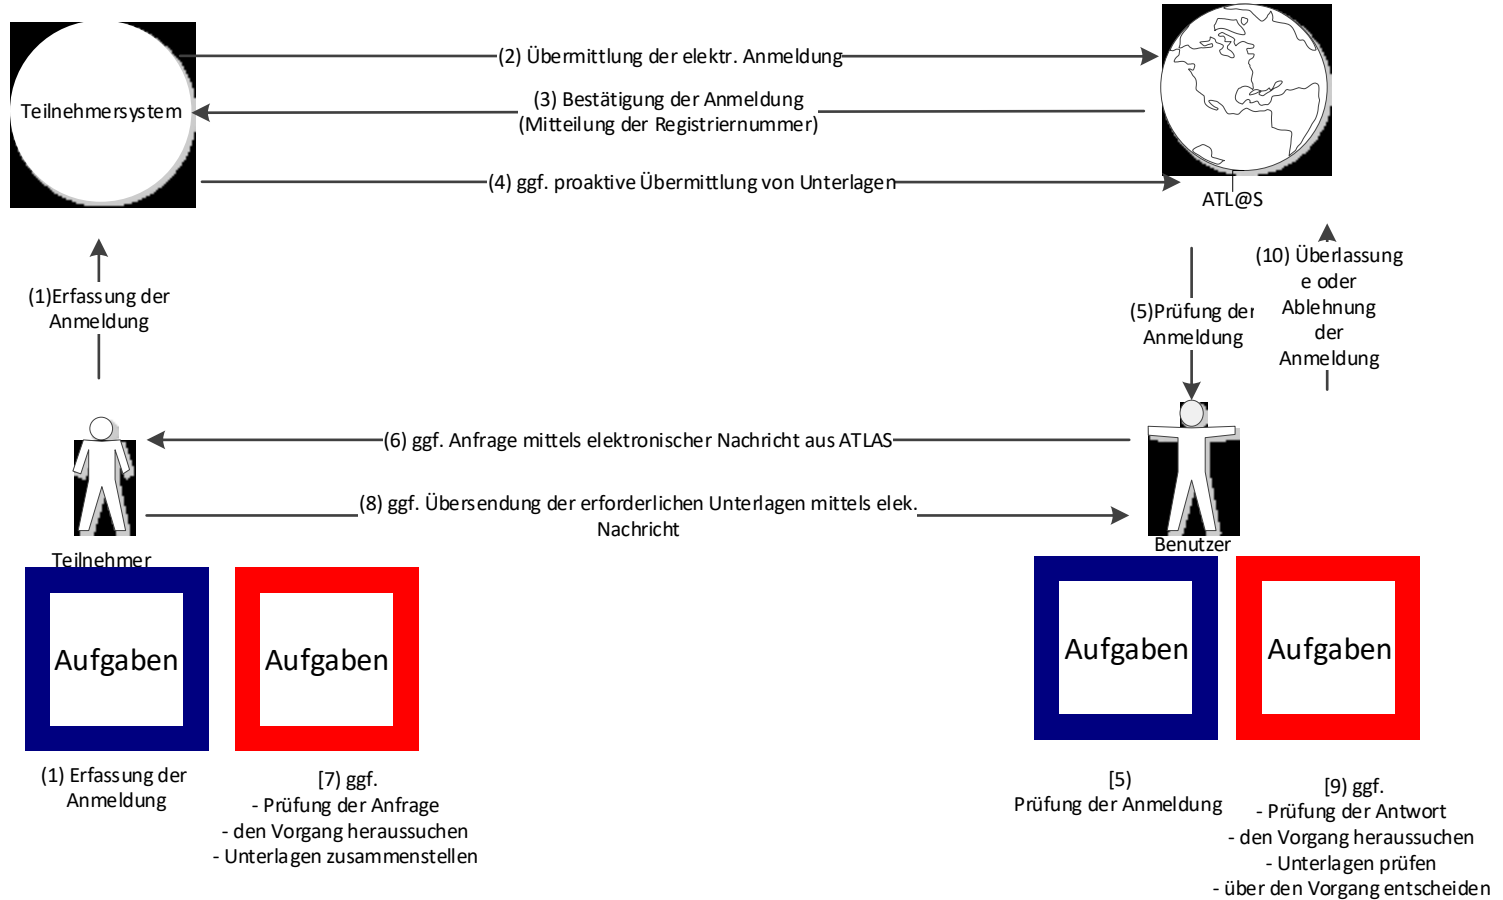 (2) Übermittlung der elektr. Anmeldung
Teilnehmersystem
(3) Bestätigung der Anmeldung
(Mitteilung der Registriernummer)
(4) ggf. proaktive Übermittlung von Unterlagen
ATL@S
(1)Erfassung der
Anmeldung
(5)Prüfung der
Anmeldung
(10) Überlassung
e oder
Ablehnung
der
Anmeldung
(6) ggf. Anfrage mittels elektronischer Nachricht aus ATLAS
(8) ggf. Übersendung der erforderlichen Unterlagen mittels elek.
Nachricht
Teilnehmer
Benutzer
Aufgaben
Aufgaben
Aufgaben
Aufgaben
(1) Erfassung der
Anmeldung
[7) ggf.
- Prüfung der Anfrage
- den Vorgang heraussuchen
- Unterlagen zusammenstellen
[5)
Prüfung der Anmeldung
[9) ggf.
- Prüfung der Antwort
- den Vorgang heraussuchen
- Unterlagen prüfen
- über den Vorgang entscheiden